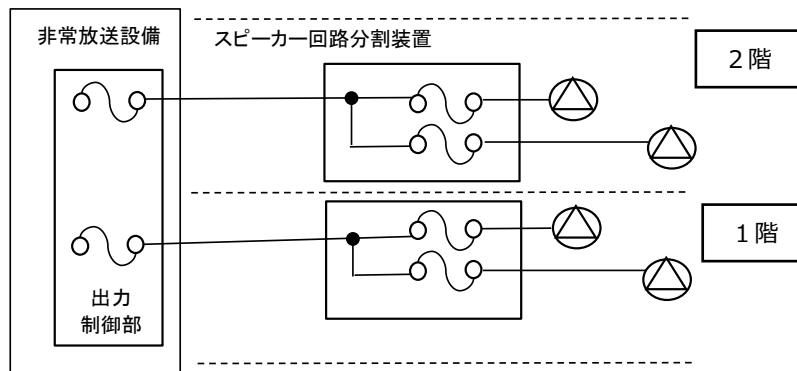 非常放送設備
スピーカー回路分割装置
２階
１階
出力
制御部